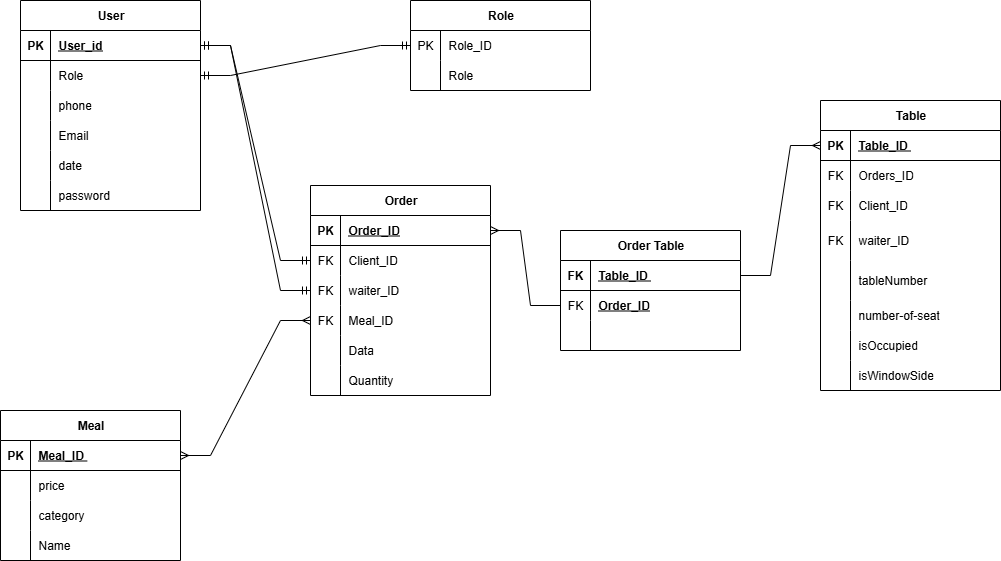 User
PK User_id
Role
phone
Email
date
password
Role
PK Role_ID
Role
Table
PK Table_ID
FK Orders_ID
FK Client_ID
FK waiter_ID
tableNumber
number-of-seat
isOccupied
isWindowSide
Order
PK Order_ID
FK Client_ID
FK waiter_ID
FK Meal_ID
Data
Quantity
Order Table
FK Table_ID
FK Order_ID
Meal
PK Meal_ID
price
category
Name